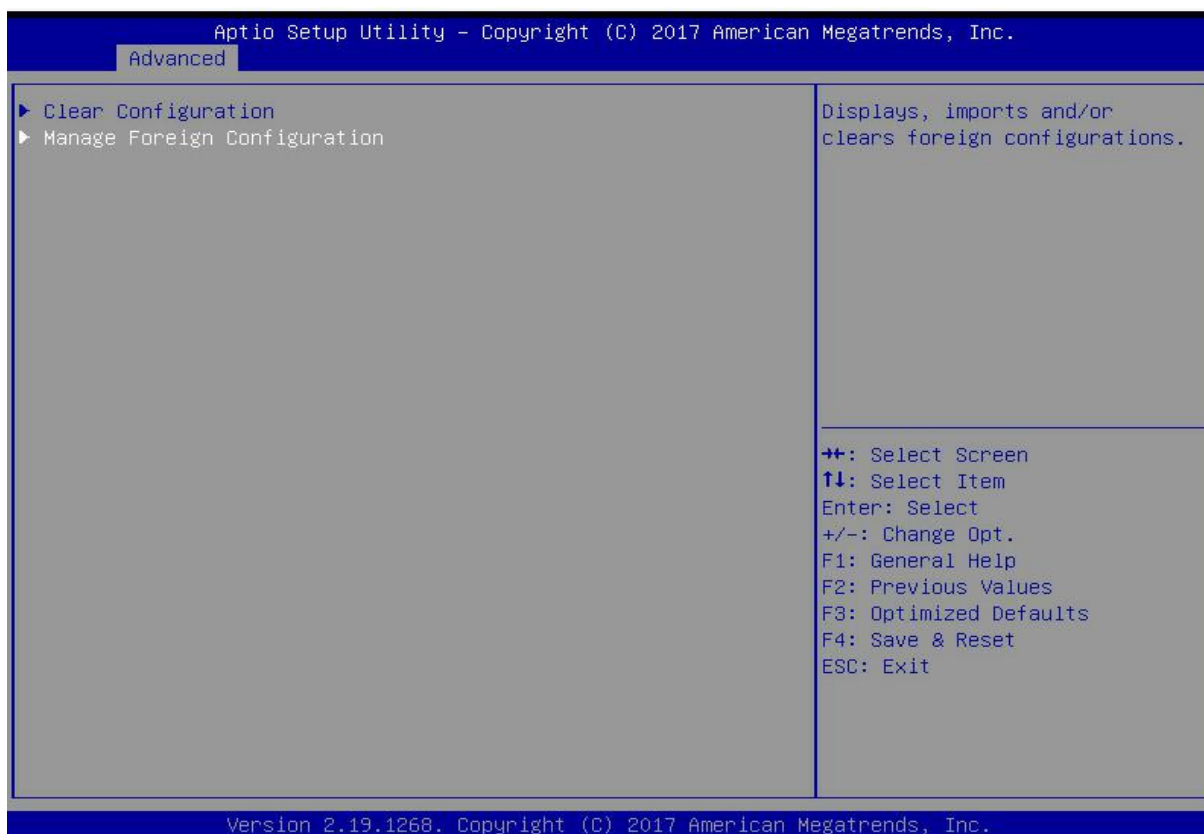 Aptio Setup Utility – Copyright (C) 2017 American Megatrends, Inc.
Advanced
▶ Clear Configuration
▶ Manage Foreign Configuration
Displays, imports and/or
clears foreign configurations.
→←: Select Screen
↑↓: Select Item
Enter: Select
+/-: Change Opt.
F1: General Help
F2: Previous Values
F3: Optimized Defaults
F4: Save & Reset
ESC: Exit
Version 2.19.1268. Copyright (C) 2017 American Megatrends, Inc.